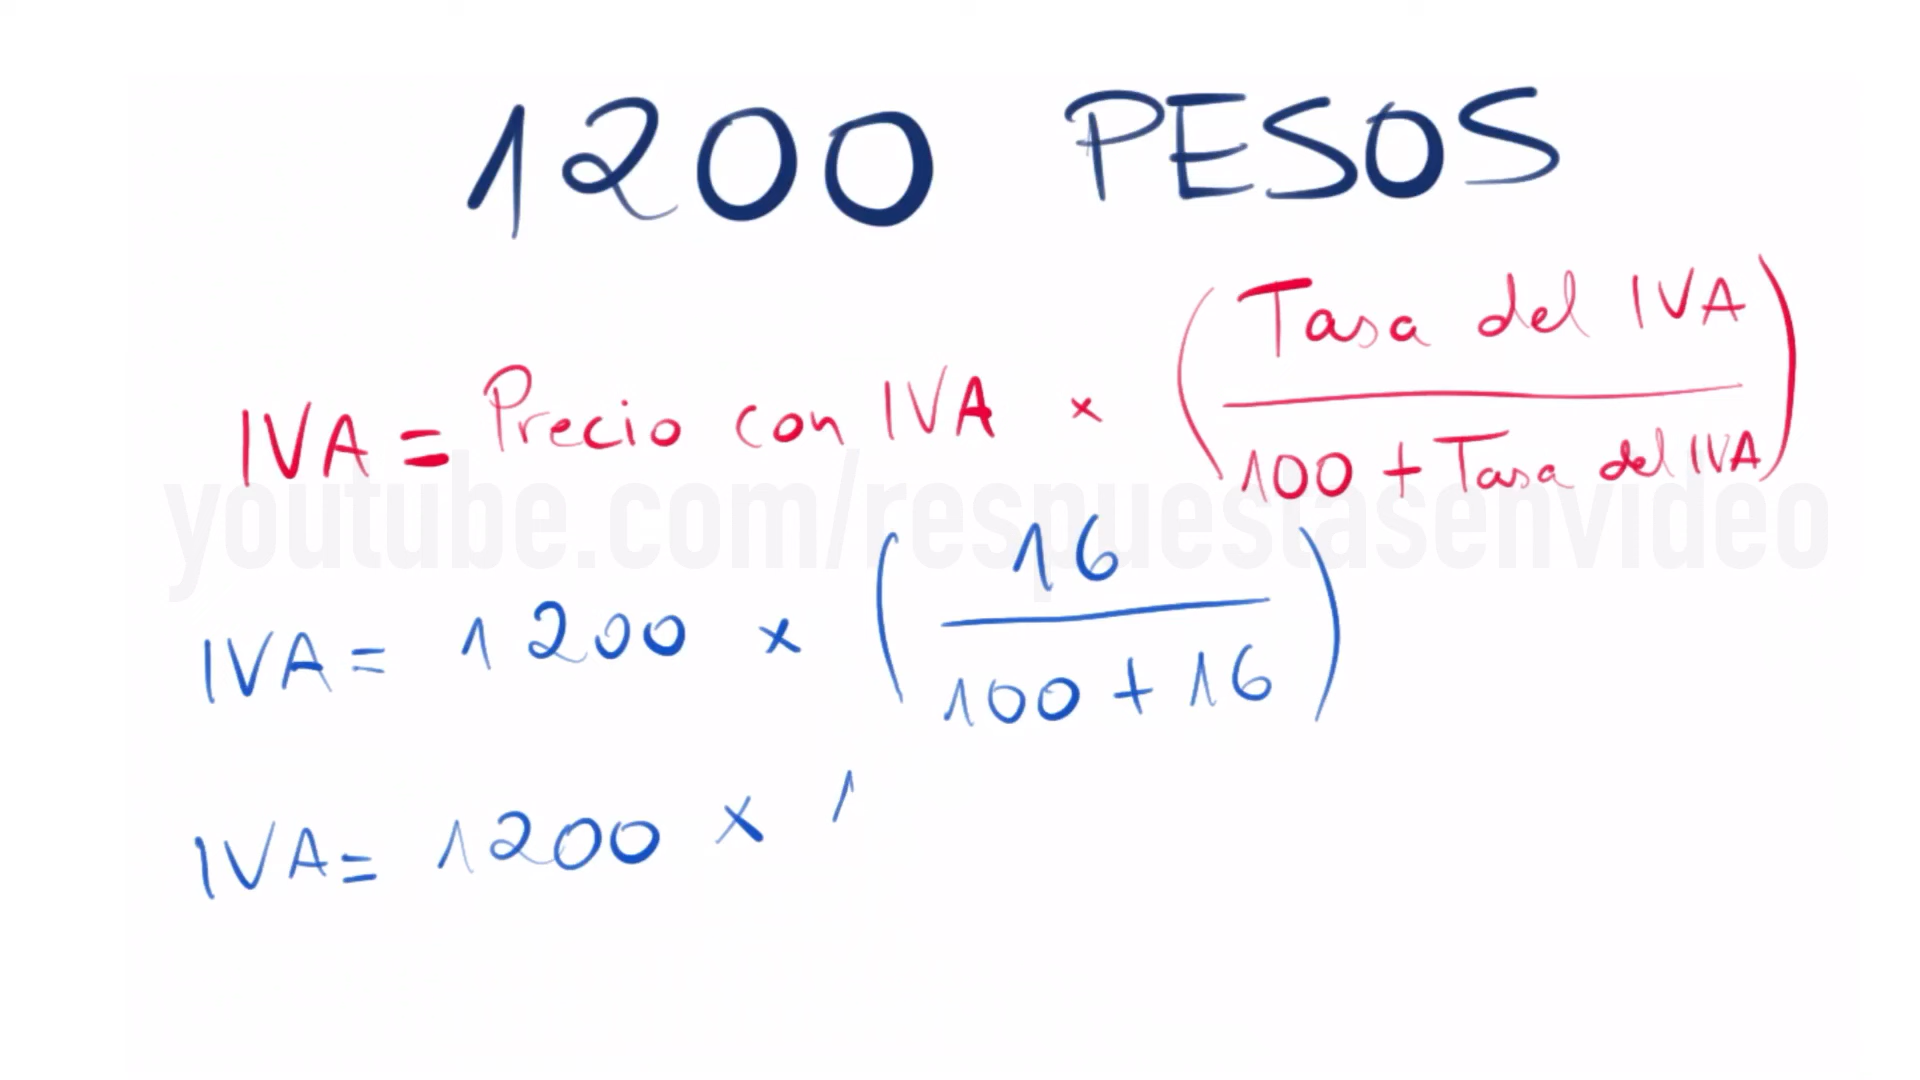 1200 PESOS
IVA = Precio con IVA × (Tasa del IVA / 100 + Tasa del IVA)
youtube.com/respuestasenvideo
IVA = 1200 × (16 / 100 + 16)
IVA = 1200 × 1